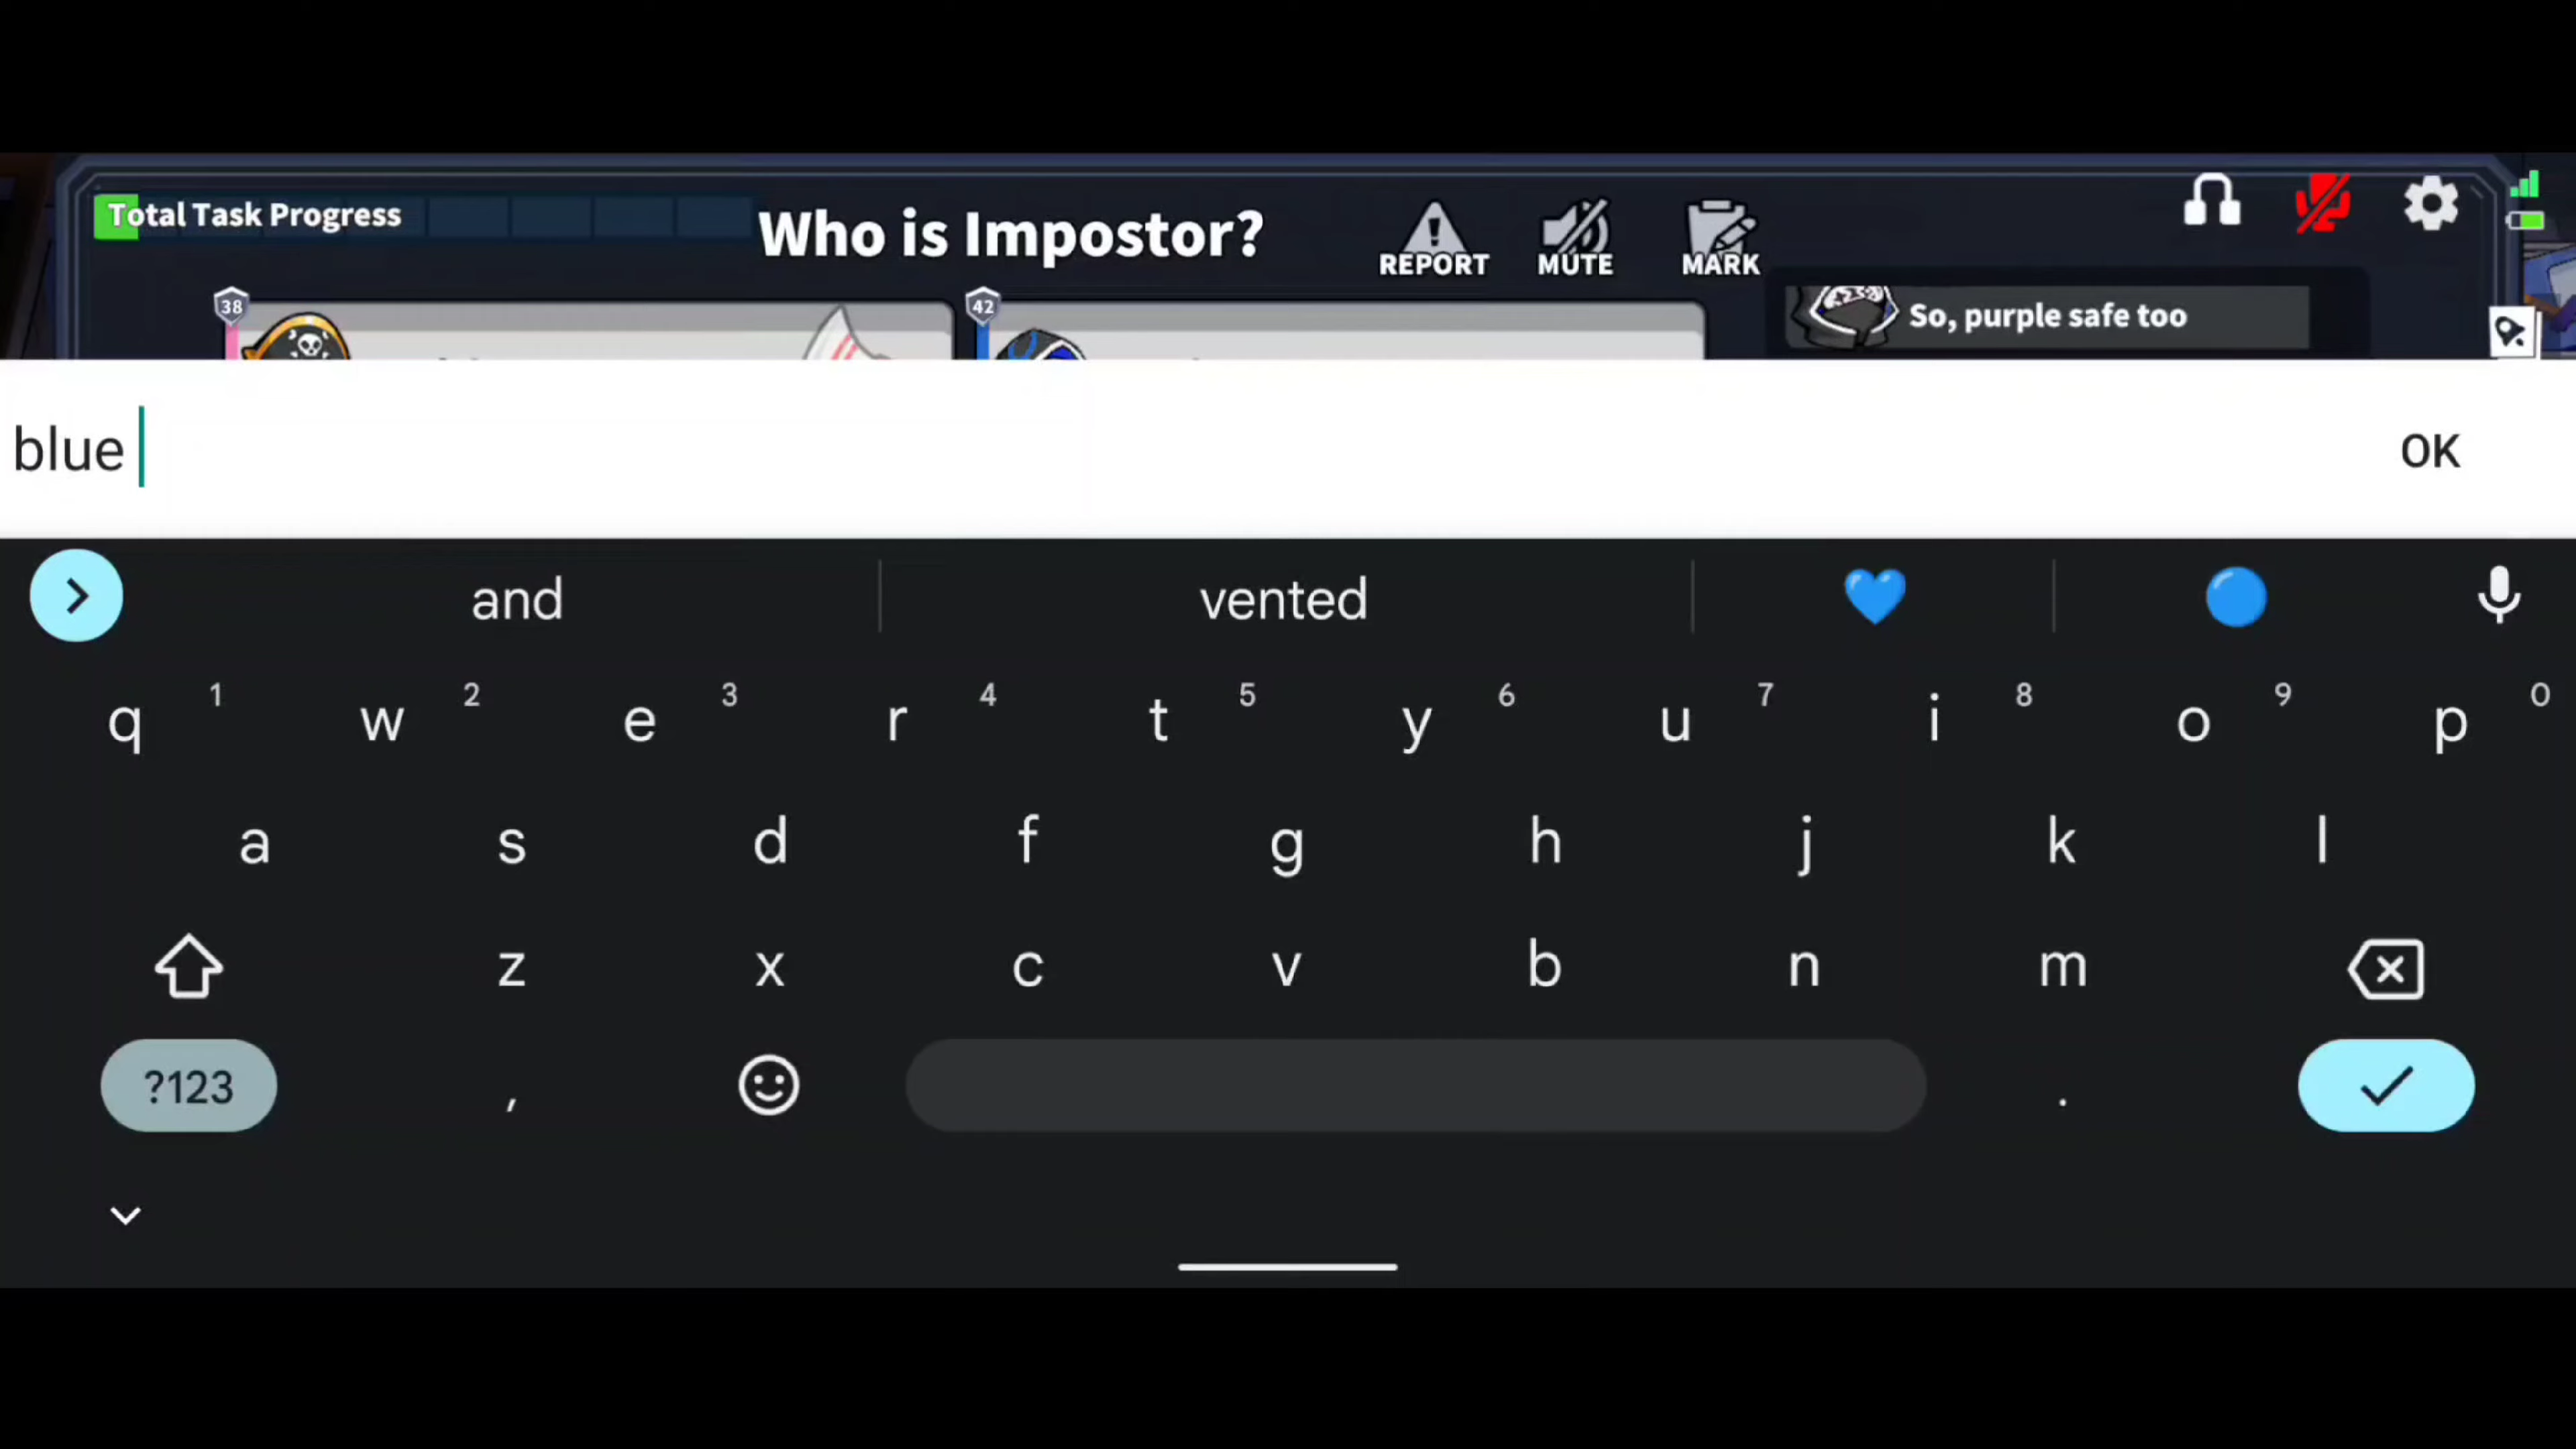 Total Task Progress
Who is Impostor?
REPORT
MUTE
MARK
38
42
So, purple safe too
blue
OK
and
vented
q 1 w 2 e 3 r 4 t 5 y 6 u 7 i 8 o 9 p 0
a s d f g h j k l
z x c v b n m
?123 , .